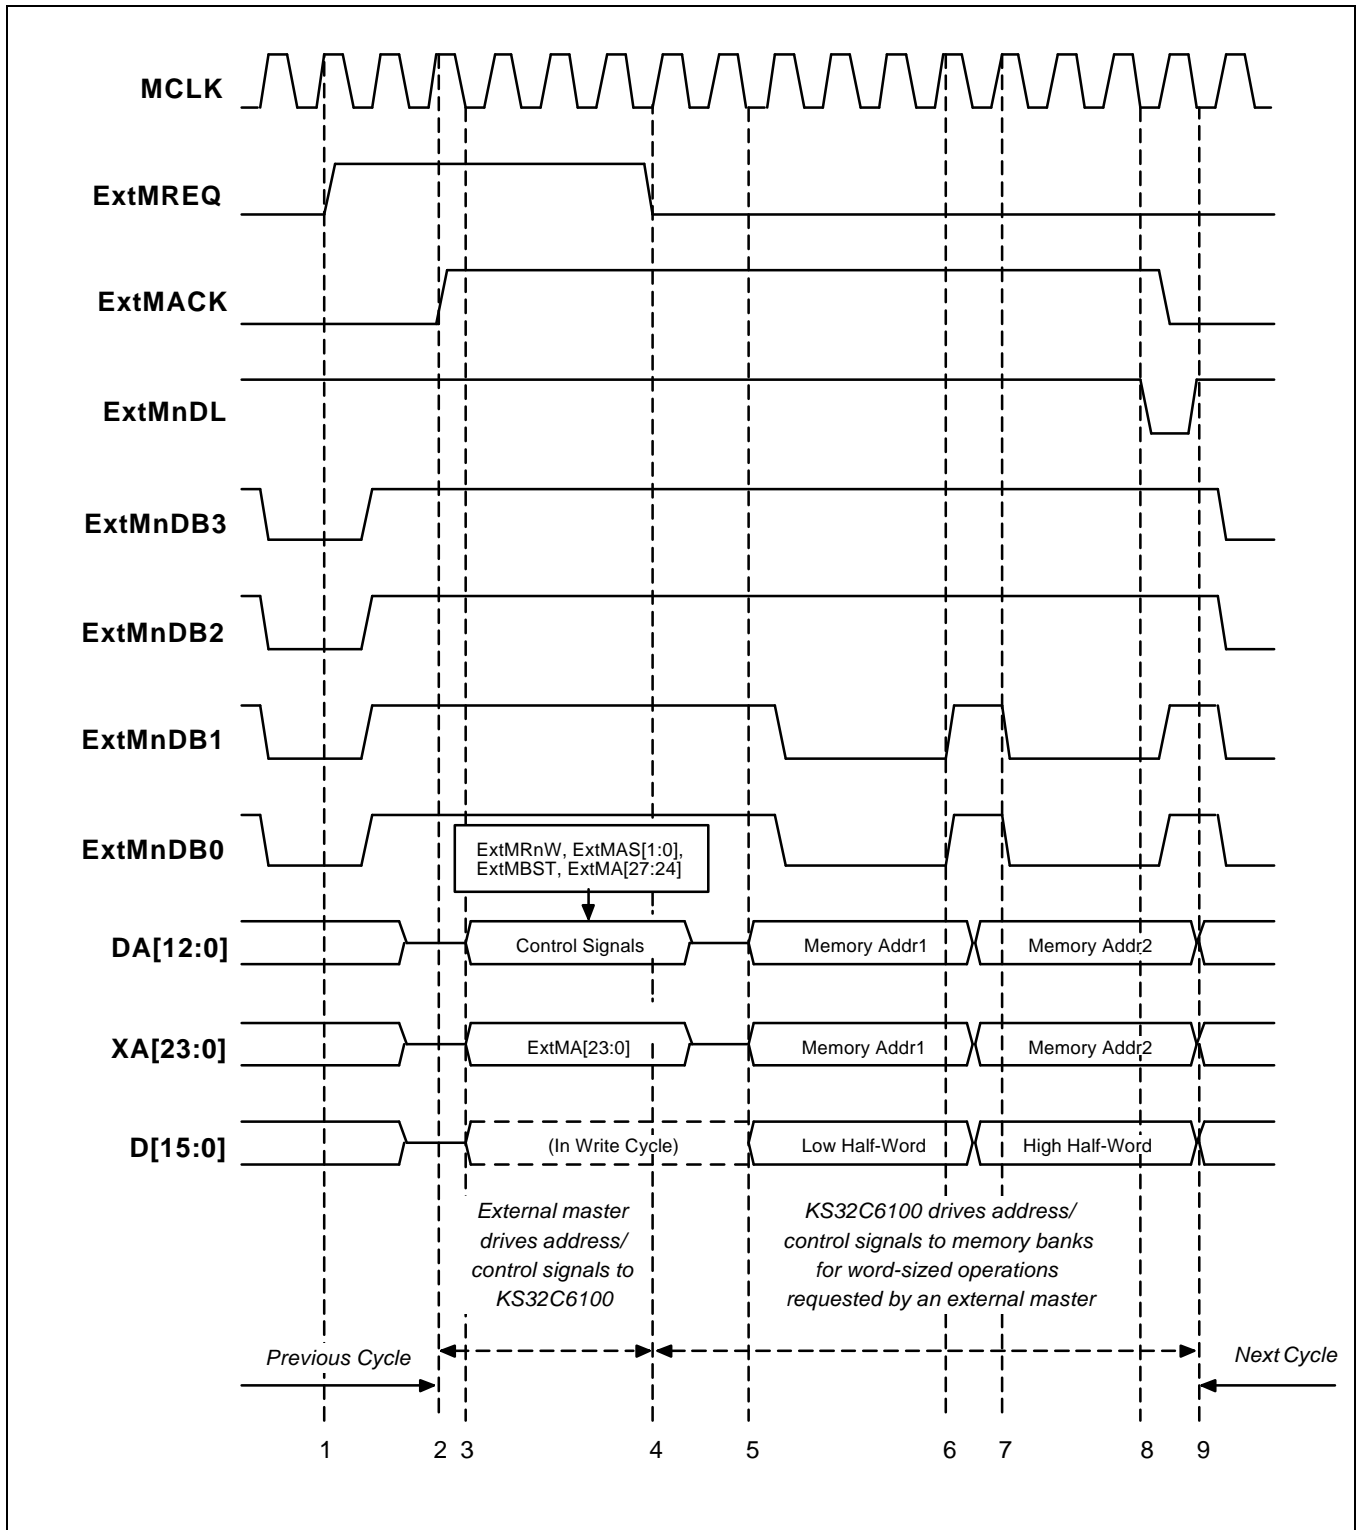 MCLK
ExtMREQ
ExtMACK
ExtMnDL
ExtMnDB3
ExtMnDB2
ExtMnDB1
ExtMnDB0
ExtMRnW, ExtMAS[1:0],
ExtMBST, ExtMA[27:24]
DA[12:0]
Control Signals
Memory Addr1
Memory Addr2
XA[23:0]
ExtMA[23:0]
Memory Addr1
Memory Addr2
D[15:0]
(In Write Cycle)
Low Half-Word
High Half-Word
External master
drives address/
control signals to
KS32C6100
KS32C6100 drives address/
control signals to memory banks
for word-sized operations
requested by an external master
Previous Cycle
Next Cycle
1 2 3 4 5 6 7 8 9